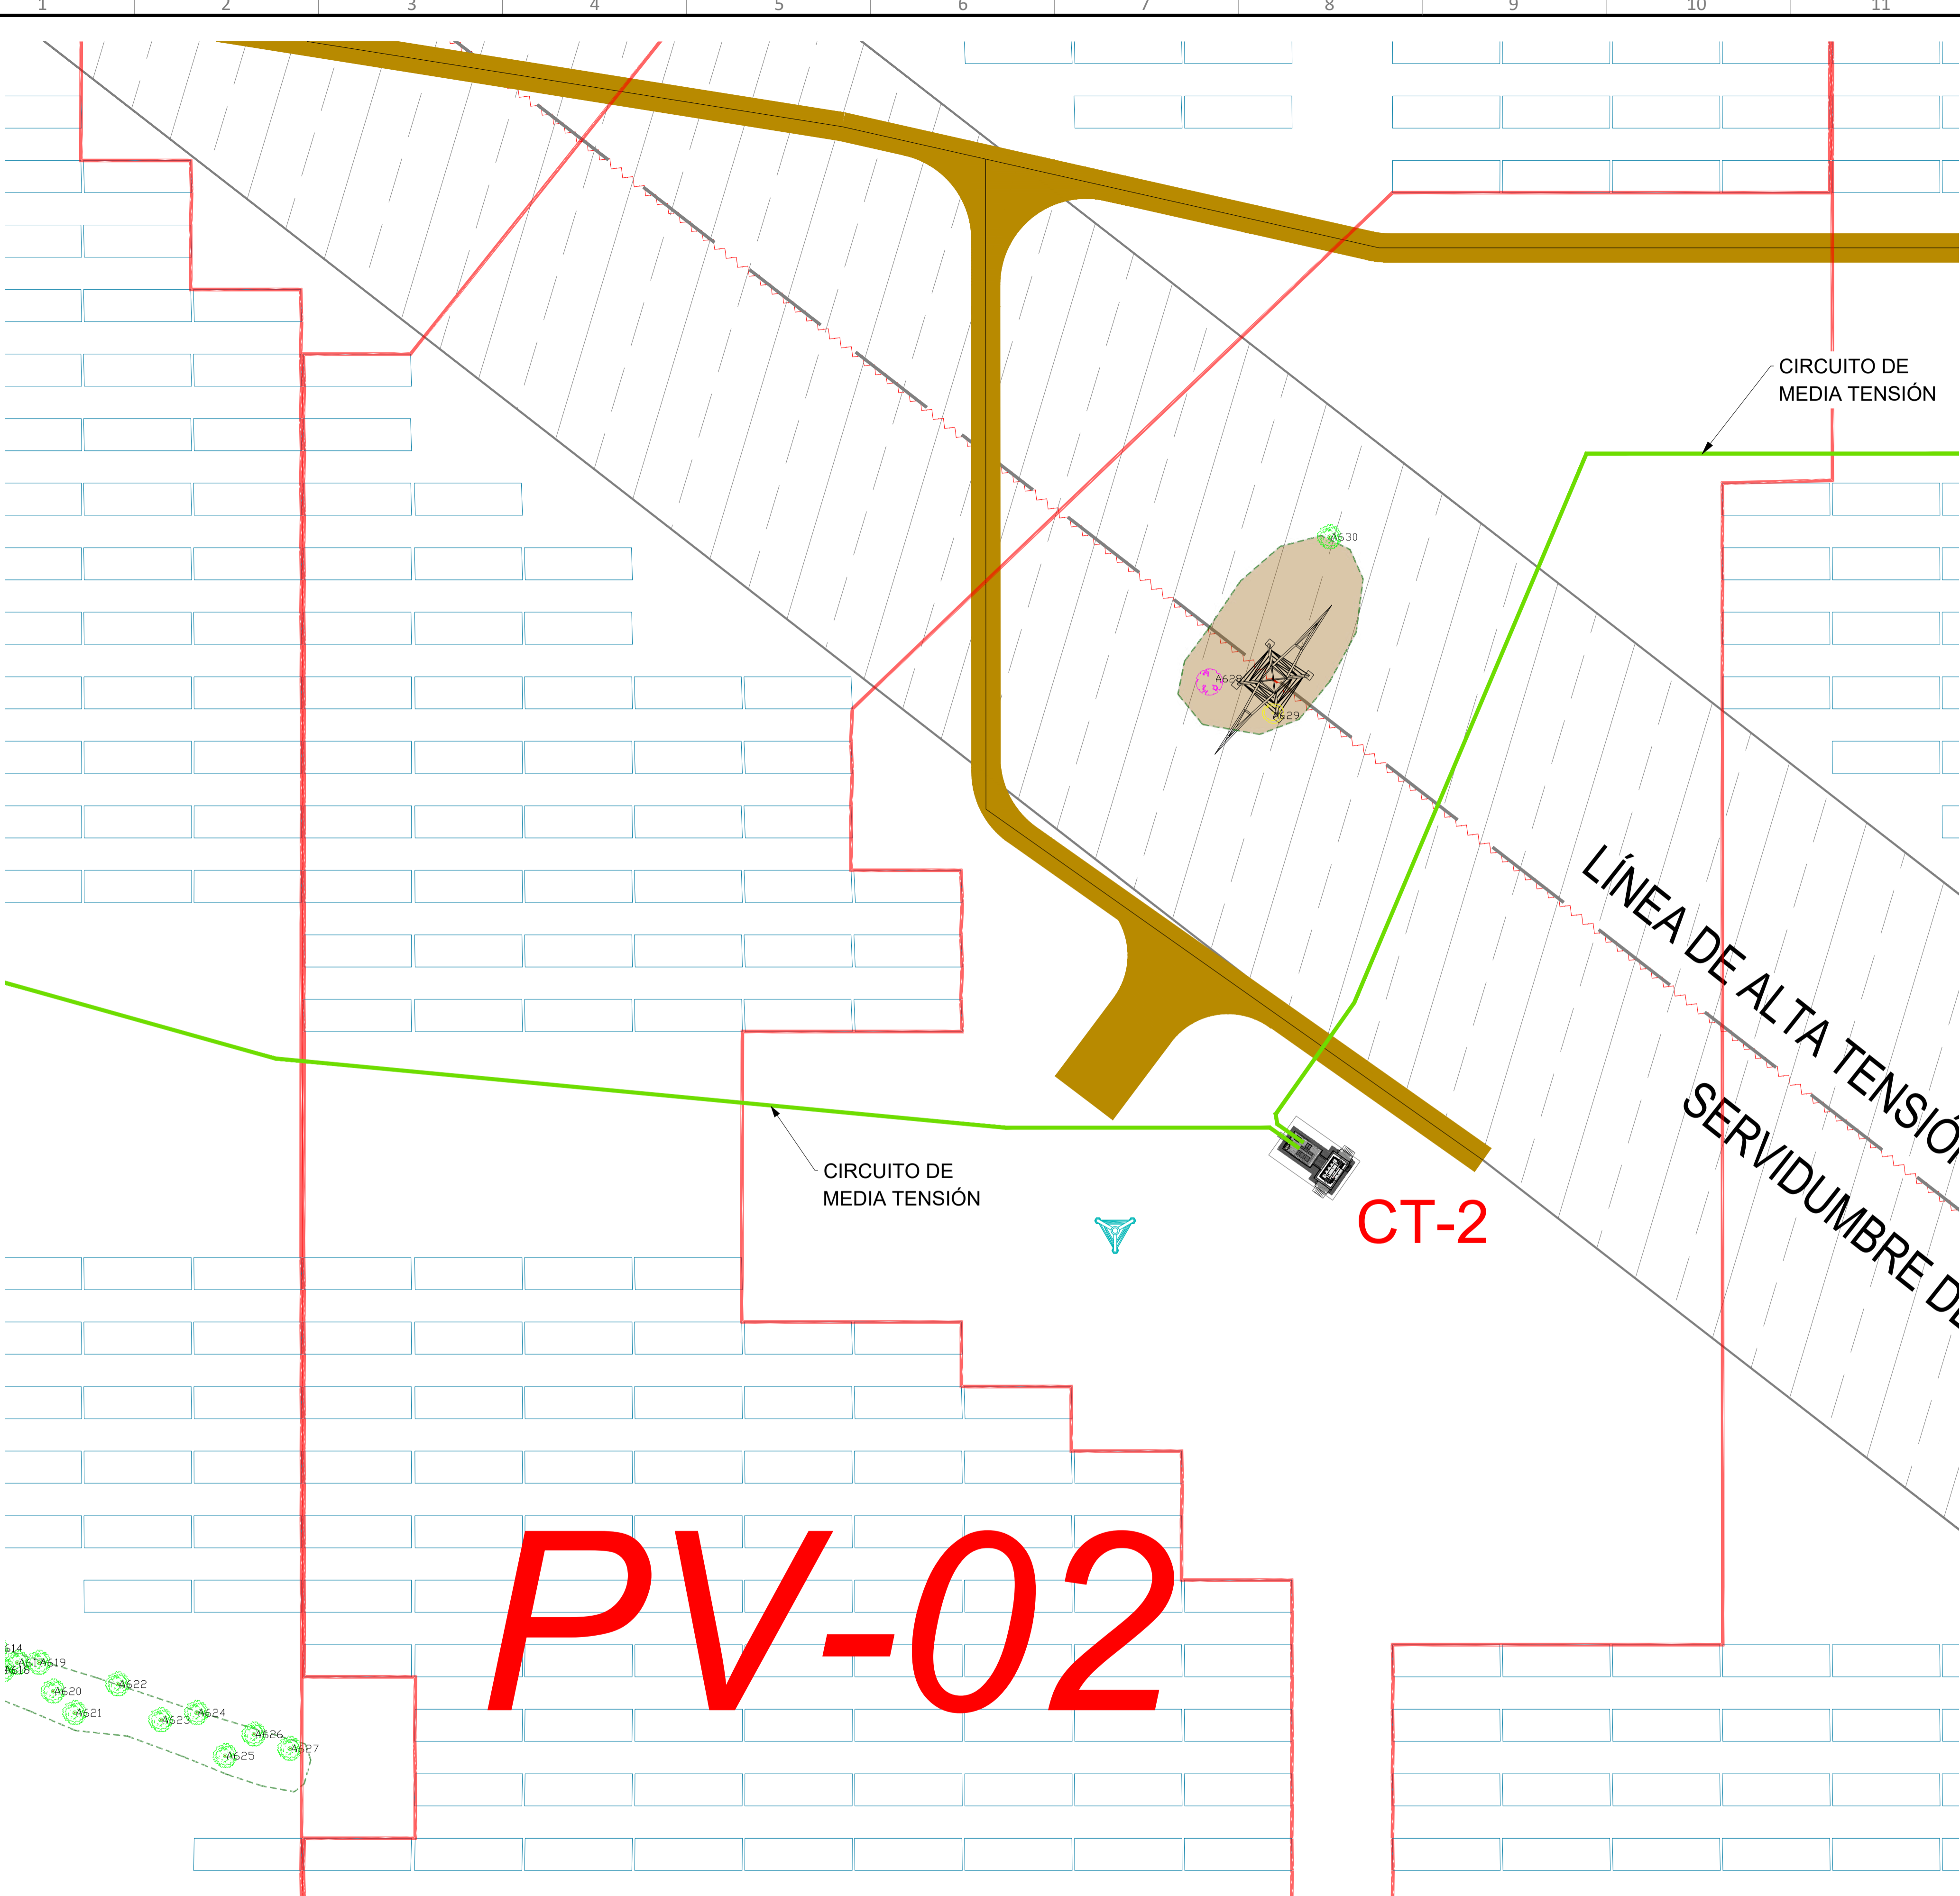 1 2 3 4 5 6 7 8 9 10 11
CIRCUITO DE
MEDIA TENSIÓN
A630
A628
A629
LÍNEA DE ALTA TENSIÓN
SERVIDUMBRE DE
CIRCUITO DE
MEDIA TENSIÓN
CT-2
PV-02
A619
A618
A622
A620
A621
A624
A623
A626
A627
A625